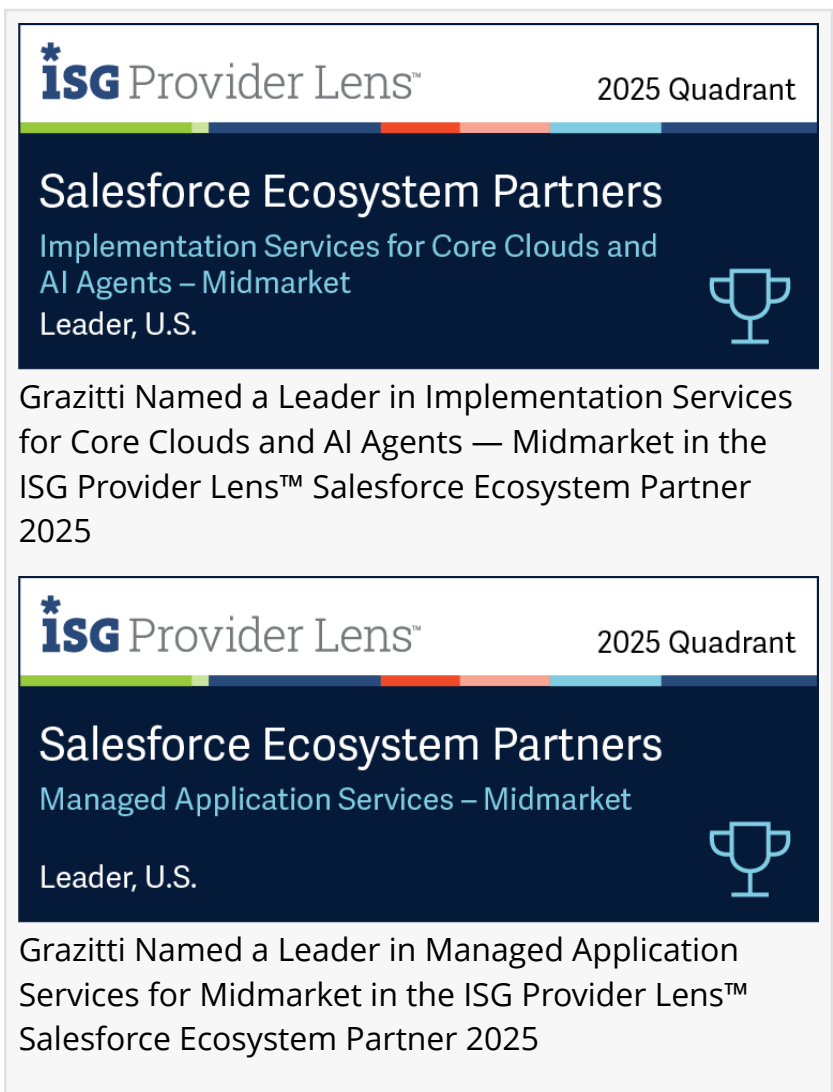 ISG Provider Lens™
2025 Quadrant
Salesforce Ecosystem Partners
Implementation Services for Core Clouds and
AI Agents – Midmarket
Leader, U.S.
Grazitti Named a Leader in Implementation Services
for Core Clouds and AI Agents — Midmarket in the
ISG Provider Lens™ Salesforce Ecosystem Partner
2025
ISG Provider Lens™
2025 Quadrant
Salesforce Ecosystem Partners
Managed Application Services – Midmarket
Leader, U.S.
Grazitti Named a Leader in Managed Application
Services for Midmarket in the ISG Provider Lens™
Salesforce Ecosystem Partner 2025